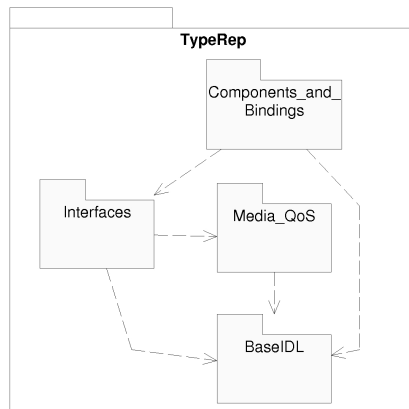 TypeRep
Components_and_
Bindings
Interfaces
Media_QoS
BaseIDL